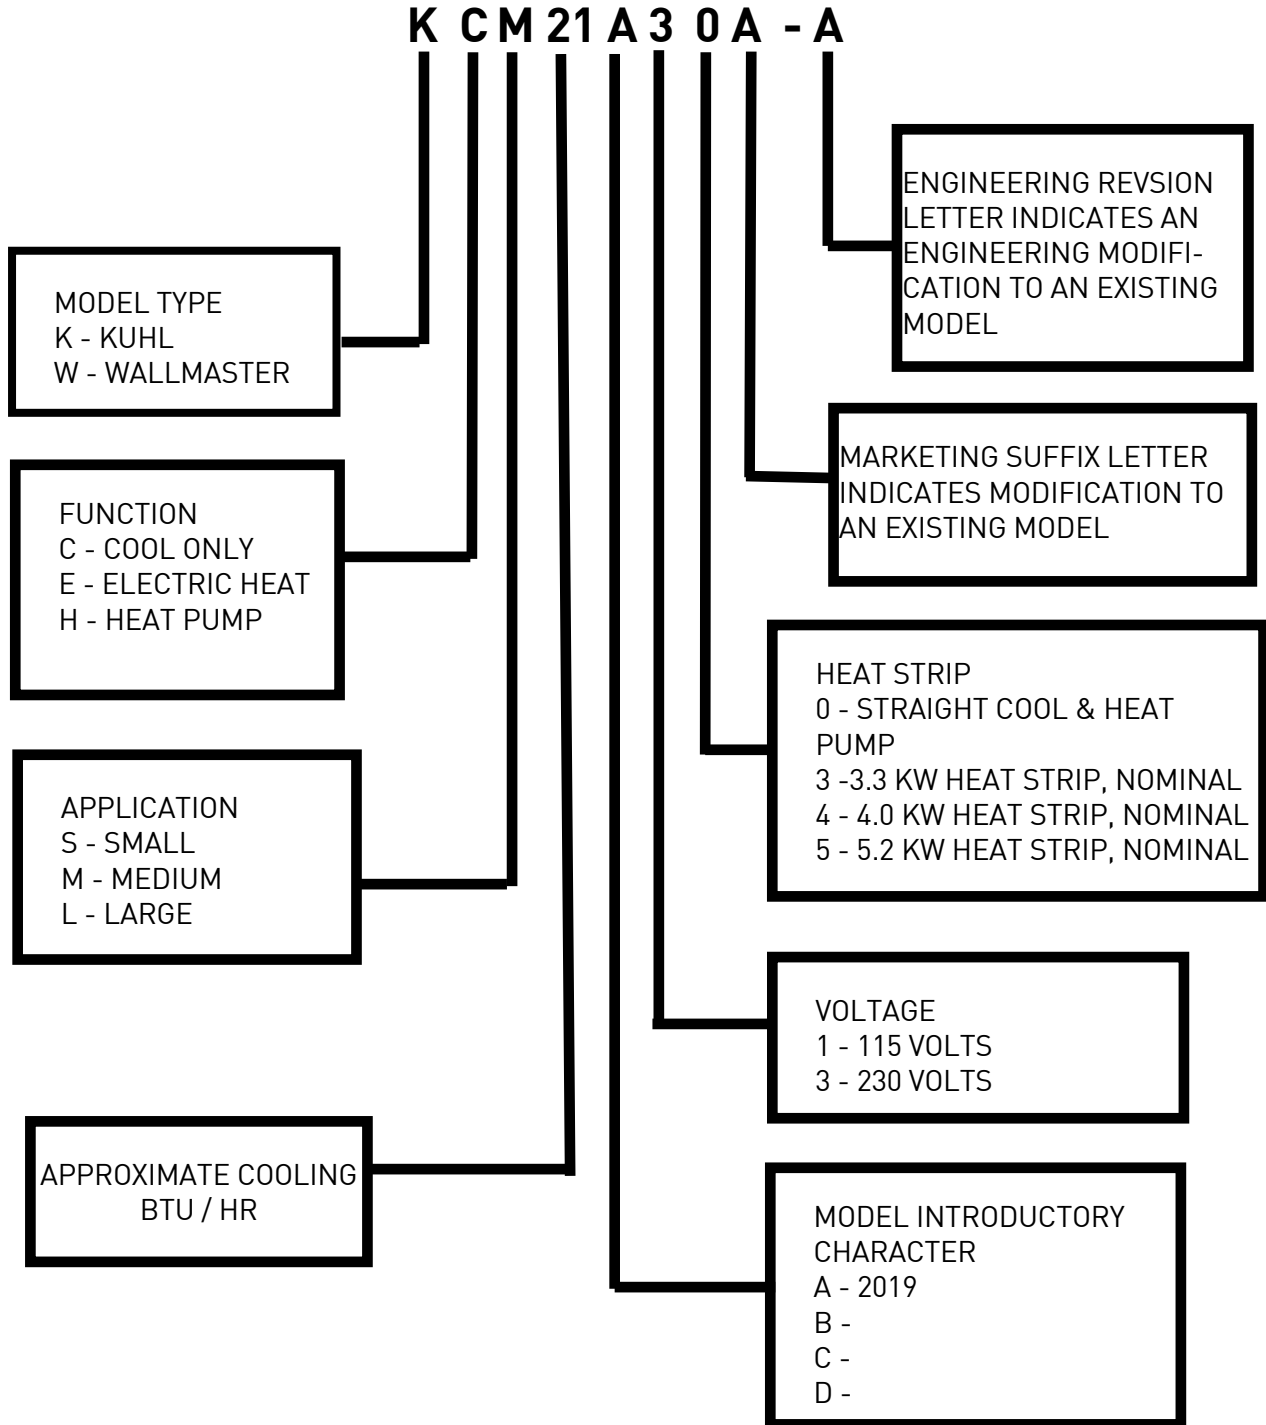 K C M 21 A 3 0 A - A
MODEL TYPE
K - KUHL
W - WALLMASTER
FUNCTION
C - COOL ONLY
E - ELECTRIC HEAT
H - HEAT PUMP
APPLICATION
S - SMALL
M - MEDIUM
L - LARGE
APPROXIMATE COOLING
BTU / HR
ENGINEERING REVSION
LETTER INDICATES AN
ENGINEERING MODIFI-
CATION TO AN EXISTING
MODEL
MARKETING SUFFIX LETTER
INDICATES MODIFICATION TO
AN EXISTING MODEL
HEAT STRIP
0 - STRAIGHT COOL & HEAT
PUMP
3 -3.3 KW HEAT STRIP, NOMINAL
4 - 4.0 KW HEAT STRIP, NOMINAL
5 - 5.2 KW HEAT STRIP, NOMINAL
VOLTAGE
1 - 115 VOLTS
3 - 230 VOLTS
MODEL INTRODUCTORY
CHARACTER
A - 2019
B -
C -
D -